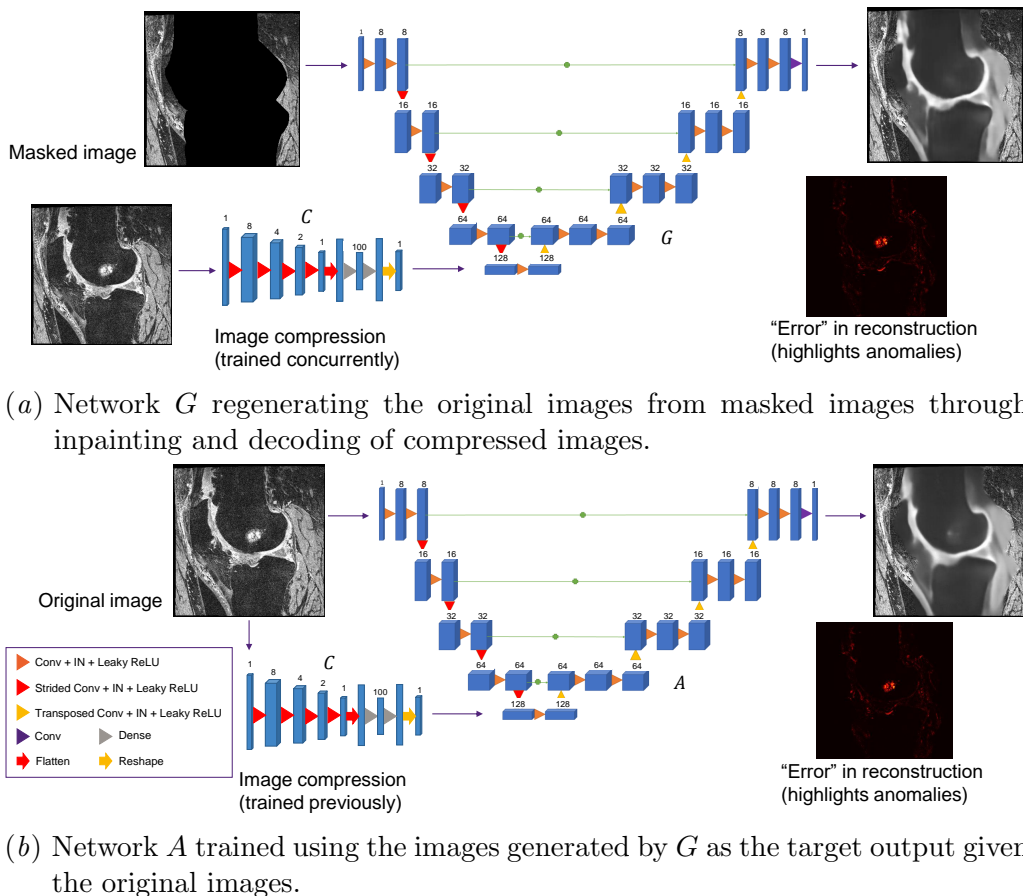 1 8 8
8 8 8 1
16 16
16 16 16
Masked image
32 32
32 32 32
1 8 4 2 1 100 1
C
64 64 64 64 64
G
128 128
Image compression
(trained concurrently)
“Error” in reconstruction
(highlights anomalies)
(a) Network G regenerating the original images from masked images through
inpainting and decoding of compressed images.
1 8 8
8 8 8 1
16 16
16 16 16
Original image
32 32
32 32 32
Conv + IN + Leaky ReLU
Strided Conv + IN + Leaky ReLU
Transposed Conv + IN + Leaky ReLU
Conv Dense
Flatten Reshape
1 8 4 2 1 100 1
C
64 64 64 64 64
A
128 128
Image compression
(trained previously)
“Error” in reconstruction
(highlights anomalies)
(b) Network A trained using the images generated by G as the target output given
the original images.